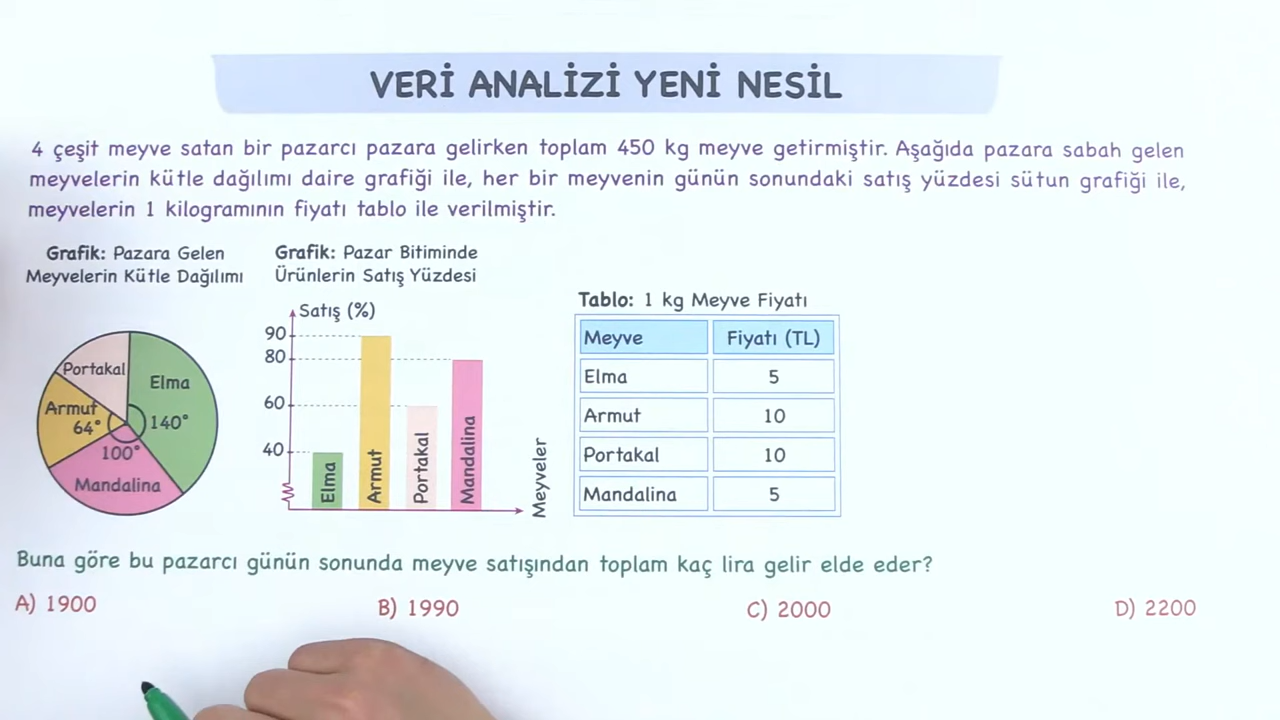 VERİ ANALİZİ YENİ NESİL
4 çeşit meyve satan bir pazarcı pazara gelirken toplam 450 kg meyve getirmiştir. Aşağıda pazara sabah gelen
meyvelerin kütle dağılımı daire grafiği ile, her bir meyvenin günün sonundaki satış yüzdesi sütun grafiği ile,
meyvelerin 1 kilogramının fiyatı tablo ile verilmiştir.
Grafik: Pazara Gelen
Meyvelerin Kütle Dağılımı
Portakal
Elma
Armut
64°
140°
100°
Mandalina
Grafik: Pazar Bitiminde
Ürünlerin Satış Yüzdesi
Satış (%)
90
80
60
40
Elma
Armut
Portakal
Mandalina
Meyveler
Tablo: 1 kg Meyve Fiyatı
Meyve Fiyatı (TL)
Elma 5
Armut 10
Portakal 10
Mandalina 5
Buna göre bu pazarcı günün sonunda meyve satışından toplam kaç lira gelir elde eder?
A) 1900 B) 1990 C) 2000 D) 2200